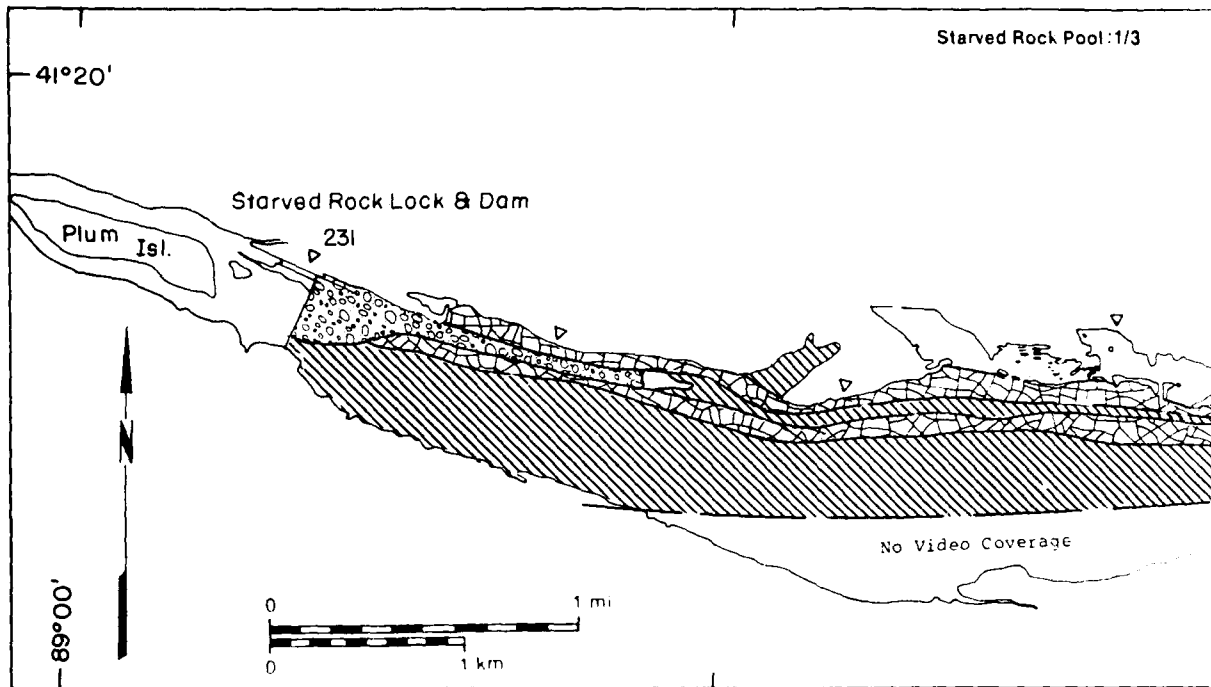 Starved Rock Pool:1/3
41°20'
Starved Rock Lock & Dam
231
Plum Isl.
N
No Video Coverage
89°00'
0 1 mi
0 1 km